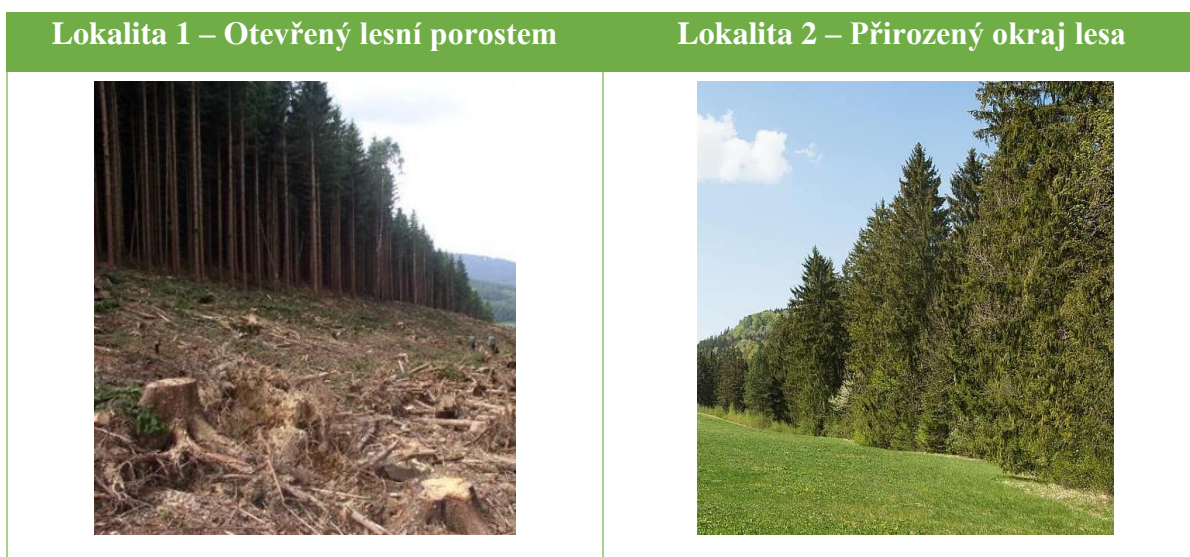 Lokalita 1 – Otevřený lesní porostem
Lokalita 2 – Přirozený okraj lesa